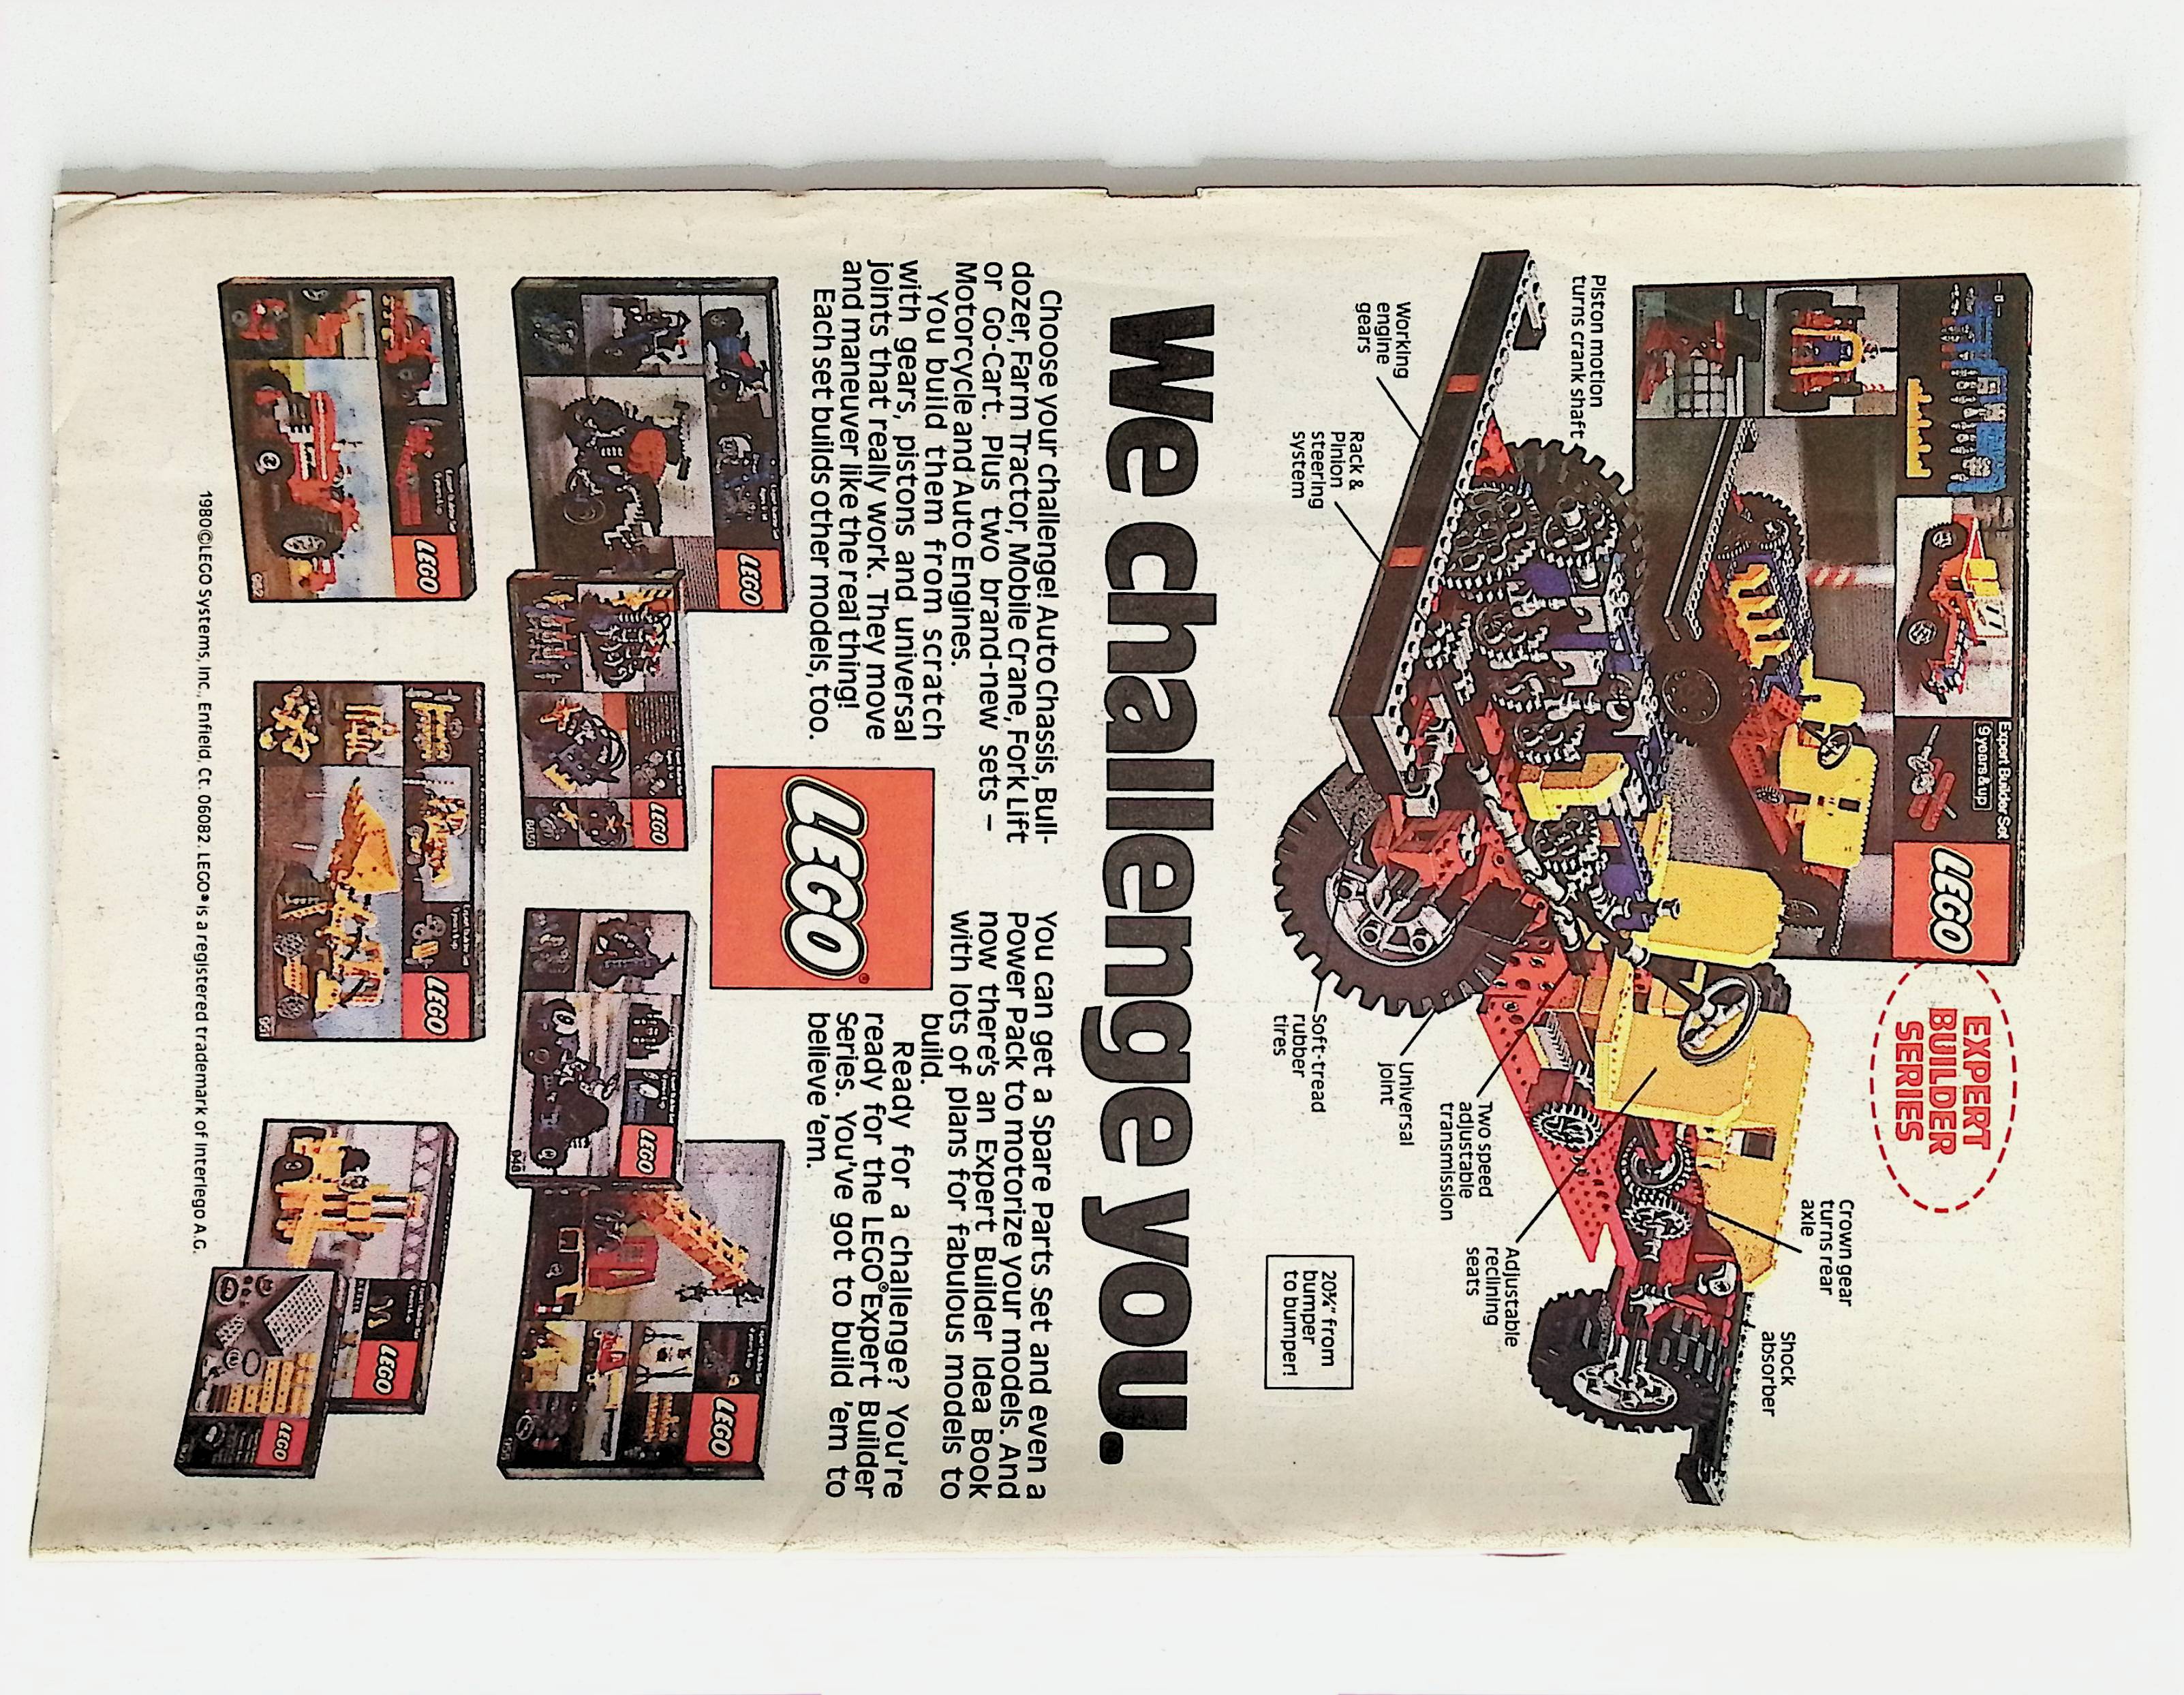 Expert Builder Set
9 years & up
LEGO
EXPERT
BUILDER
SERIES
Piston motion
turns crank shaft
Working
engine
gears
Rack &
Pinion
steering
system
Crown gear
turns rear
axle
Shock
absorber
Adjustable
reclining
seats
Two speed
adjustable
transmission
Universal
joint
Soft-tread
rubber
tires
20¾" from
bumper
to bumper!
We challenge you.
Choose your challenge! Auto Chassis, Bull-
dozer, Farm Tractor, Mobile Crane, Fork Lift
or Go-Cart. Plus two brand-new sets –
Motorcycle and Auto Engines.
You build them from scratch
with gears, pistons and universal
joints that really work. They move
and maneuver like the real thing!
Each set builds other models, too.
You can get a Spare Parts Set and even a
Power Pack to motorize your models. And
now there's an Expert Builder Idea Book
with lots of plans for fabulous models to
build.
Ready for a challenge? You're
ready for the LEGO® Expert Builder
Series. You've got to build 'em to
believe 'em.
LEGO®
LEGO
LEGO
8050
LEGO
948
LEGO
955
LEGO
952
LEGO
951
LEGO
LEGO
1980 © LEGO Systems, Inc., Enfield, Ct. 06082. LEGO® is a registered trademark of Interlego A.G.